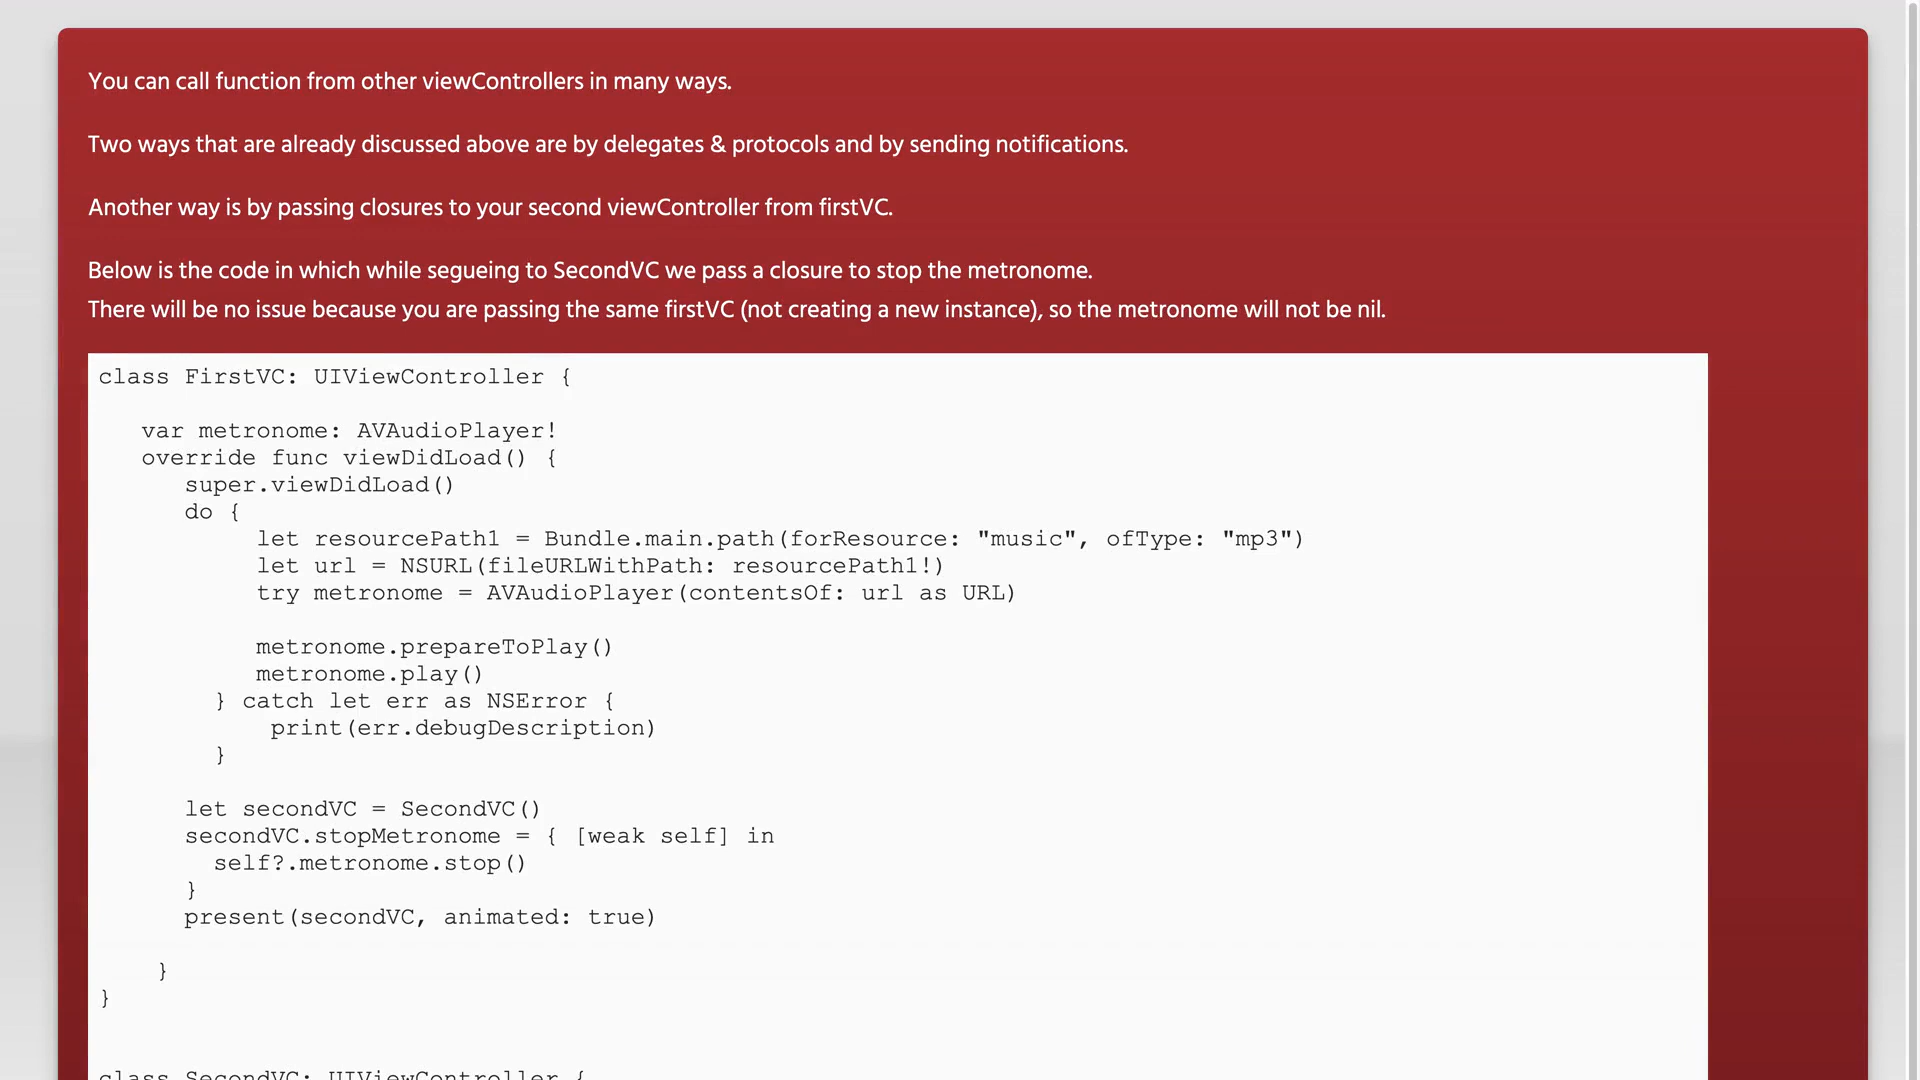 You can call function from other viewControllers in many ways.
Two ways that are already discussed above are by delegates & protocols and by sending notifications.
Another way is by passing closures to your second viewController from firstVC.
Below is the code in which while segueing to SecondVC we pass a closure to stop the metronome.
There will be no issue because you are passing the same firstVC (not creating a new instance), so the metronome will not be nil.
class FirstVC: UIViewController {
var metronome: AVAudioPlayer!
override func viewDidLoad() {
super.viewDidLoad()
do {
let resourcePath1 = Bundle.main.path(forResource: "music", ofType: "mp3")
let url = NSURL(fileURLWithPath: resourcePath1!)
try metronome = AVAudioPlayer(contentsOf: url as URL)
metronome.prepareToPlay()
metronome.play()
} catch let err as NSError {
print(err.debugDescription)
}
let secondVC = SecondVC()
secondVC.stopMetronome = { [weak self] in
self?.metronome.stop()
}
present(secondVC, animated: true)
}
}
class SecondVC: UIViewController {